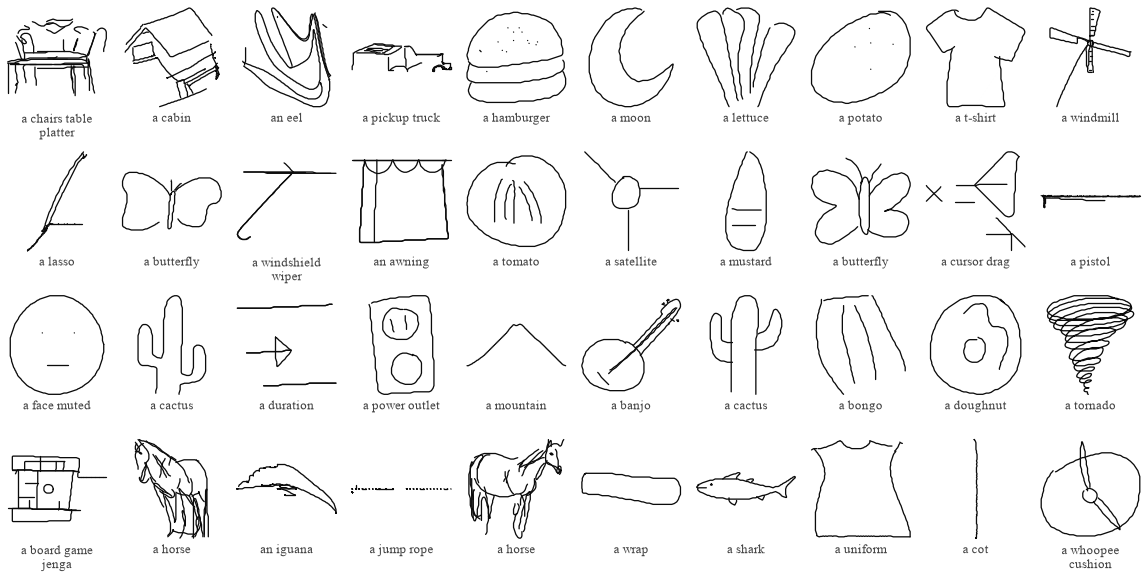 a chairs table
platter
a cabin
an eel
a pickup truck
a hamburger
a moon
a lettuce
a potato
a t-shirt
a windmill
a lasso
a butterfly
a windshield
wiper
an awning
a tomato
a satellite
a mustard
a butterfly
a cursor drag
a pistol
a face muted
a cactus
a duration
a power outlet
a mountain
a banjo
a cactus
a bongo
a doughnut
a tornado
a board game
jenga
a horse
an iguana
a jump rope
a horse
a wrap
a shark
a uniform
a cot
a whoopee
cushion